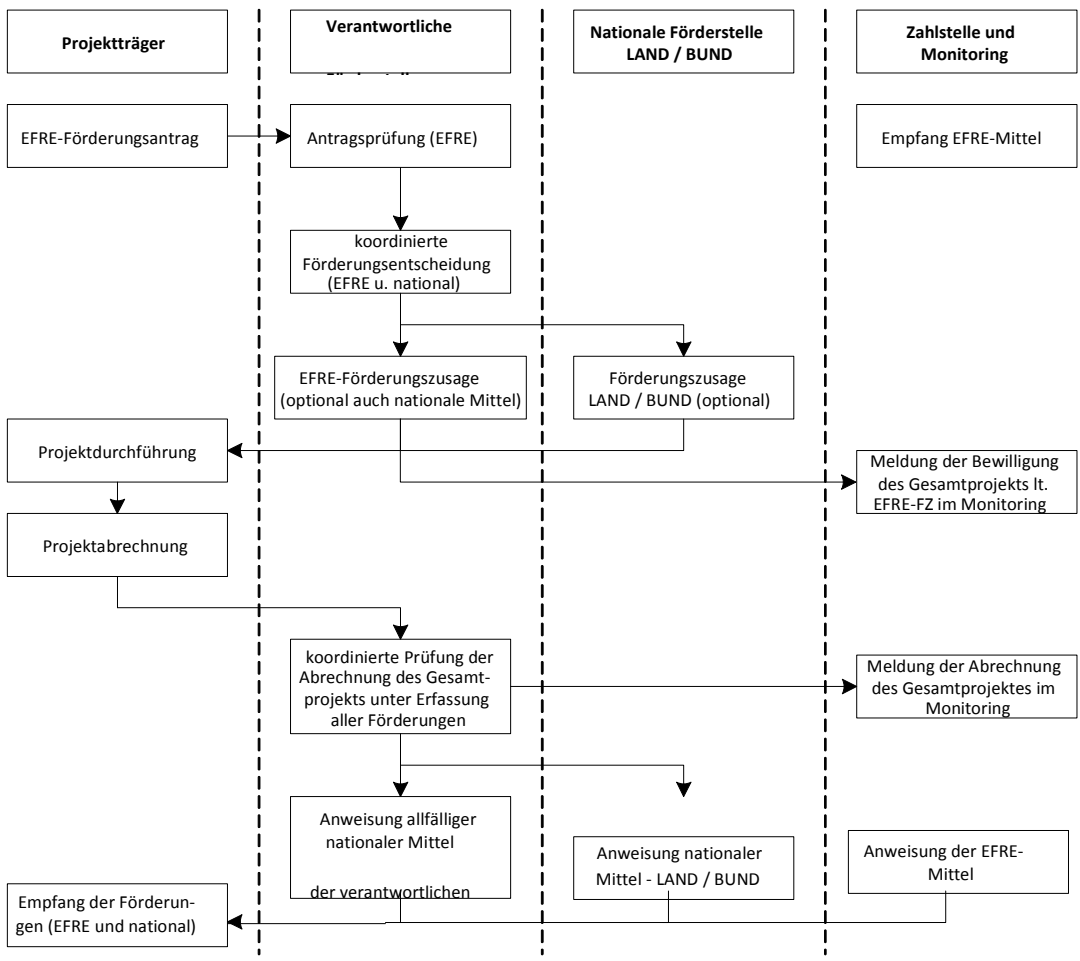 Projektträger
Verantwortliche
Nationale Förderstelle
LAND / BUND
Zahlstelle und
Monitoring
EFRE-Förderungsantrag
Antragsprüfung (EFRE)
Empfang EFRE-Mittel
koordinierte
Förderungsentscheidung
(EFRE u. national)
EFRE-Förderungszusage
(optional auch nationale Mittel)
Förderungszusage
LAND / BUND (optional)
Projektdurchführung
Meldung der Bewilligung
des Gesamtprojekts lt.
EFRE-FZ im Monitoring
Projektabrechnung
koordinierte Prüfung der
Abrechnung des Gesamt-
projekts unter Erfassung
aller Förderungen
Meldung der Abrechnung
des Gesamtprojektes im
Monitoring
Anweisung allfälliger
nationaler Mittel
der verantwortlichen
Anweisung nationaler
Mittel - LAND / BUND
Anweisung der EFRE-
Mittel
Empfang der Förderun-
gen (EFRE und national)